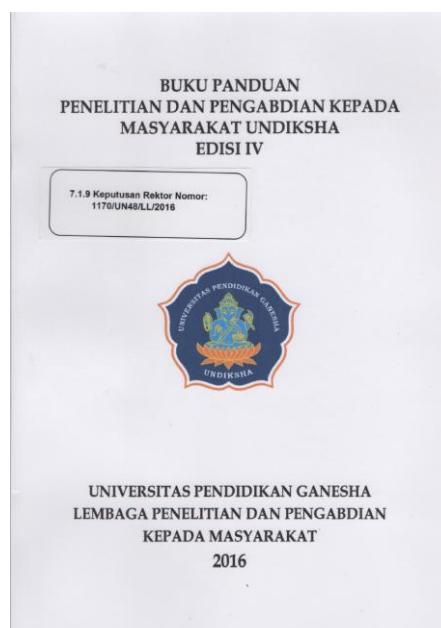 BUKU PANDUAN
PENELITIAN DAN PENGABDIAN KEPADA
MASYARAKAT UNDIKSHA
EDISI IV
7.1.9 Keputusan Rektor Nomor:
1170/UN48/LL/2016
UNIVERSITAS PENDIDIKAN GANESHA
UNDIKSHA
UNIVERSITAS PENDIDIKAN GANESHA
LEMBAGA PENELITIAN DAN PENGABDIAN
KEPADA MASYARAKAT
2016